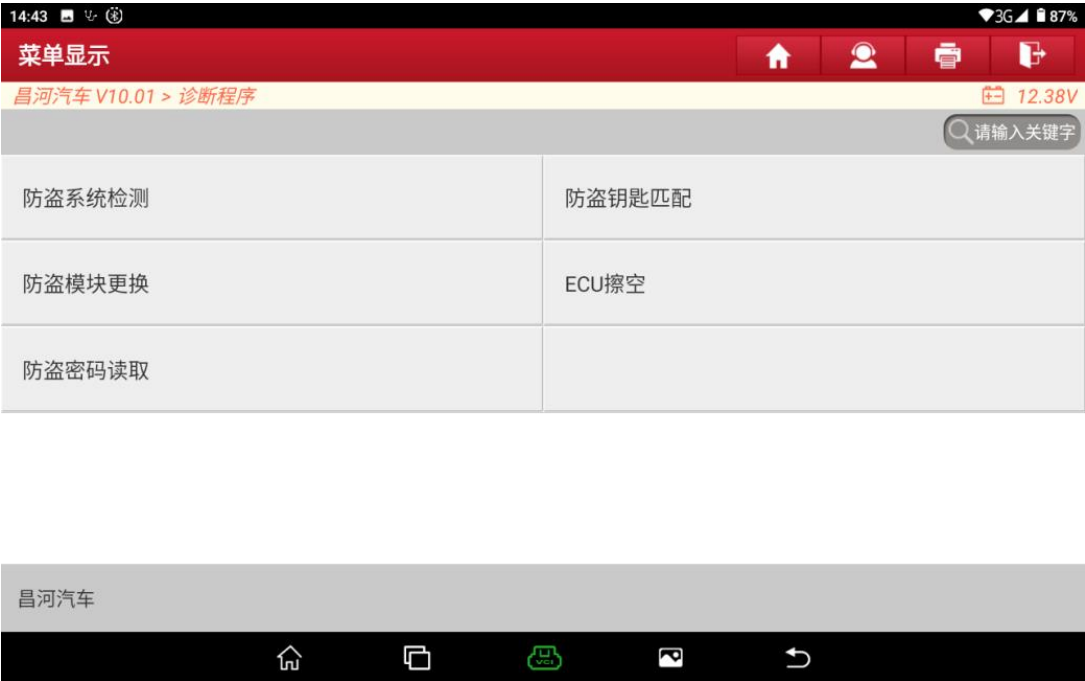 14:43
3G 87%
菜单显示
昌河汽车 V10.01 > 诊断程序
12.38V
请输入关键字
防盗系统检测
防盗钥匙匹配
防盗模块更换
ECU擦空
防盗密码读取
昌河汽车
VCI